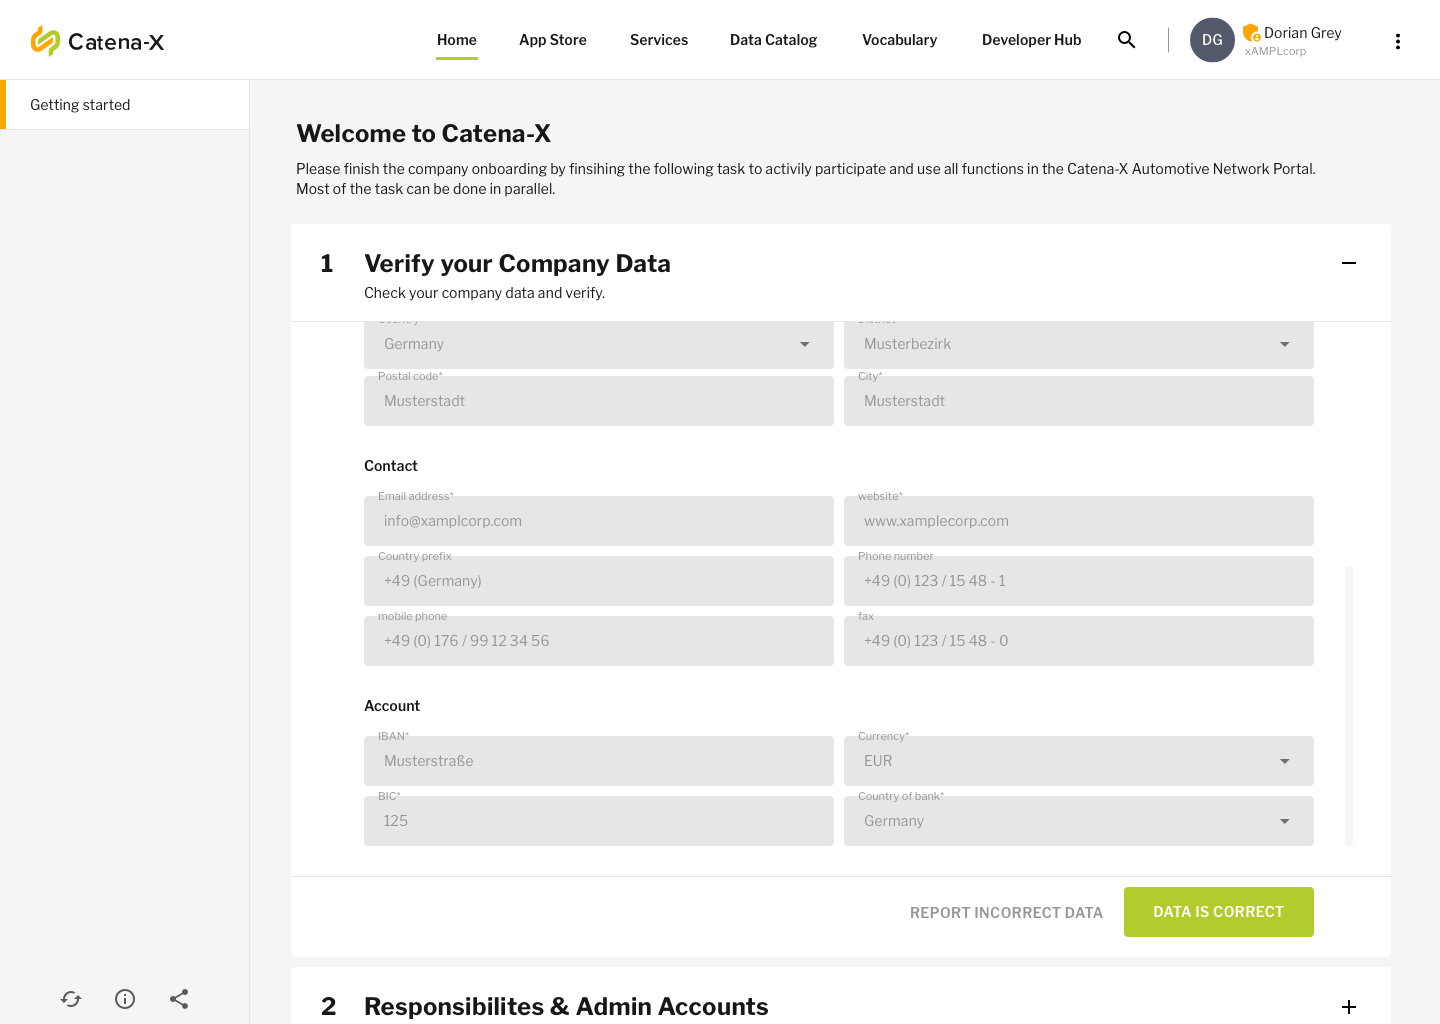 Catena-X
Home
App Store
Services
Data Catalog
Vocabulary
Developer Hub
DG
Dorian Grey
xAMPLcorp
Getting started
Welcome to Catena-X
Please finish the company onboarding by finsihing the following task to activily participate and use all functions in the Catena-X Automotive Network Portal.
Most of the task can be done in parallel.
1 Verify your Company Data
Check your company data and verify.
Germany
Musterbezirk
Postal code*
City*
Musterstadt
Musterstadt
Contact
Email address*
website*
info@xamplcorp.com
www.xamplecorp.com
Country prefix
Phone number
+49 (Germany)
+49 (0) 123 / 15 48 - 1
mobile phone
fax
+49 (0) 176 / 99 12 34 56
+49 (0) 123 / 15 48 - 0
Account
IBAN*
Currency*
Musterstraße
EUR
BIC*
Country of bank*
125
Germany
REPORT INCORRECT DATA
DATA IS CORRECT
2 Responsibilites & Admin Accounts